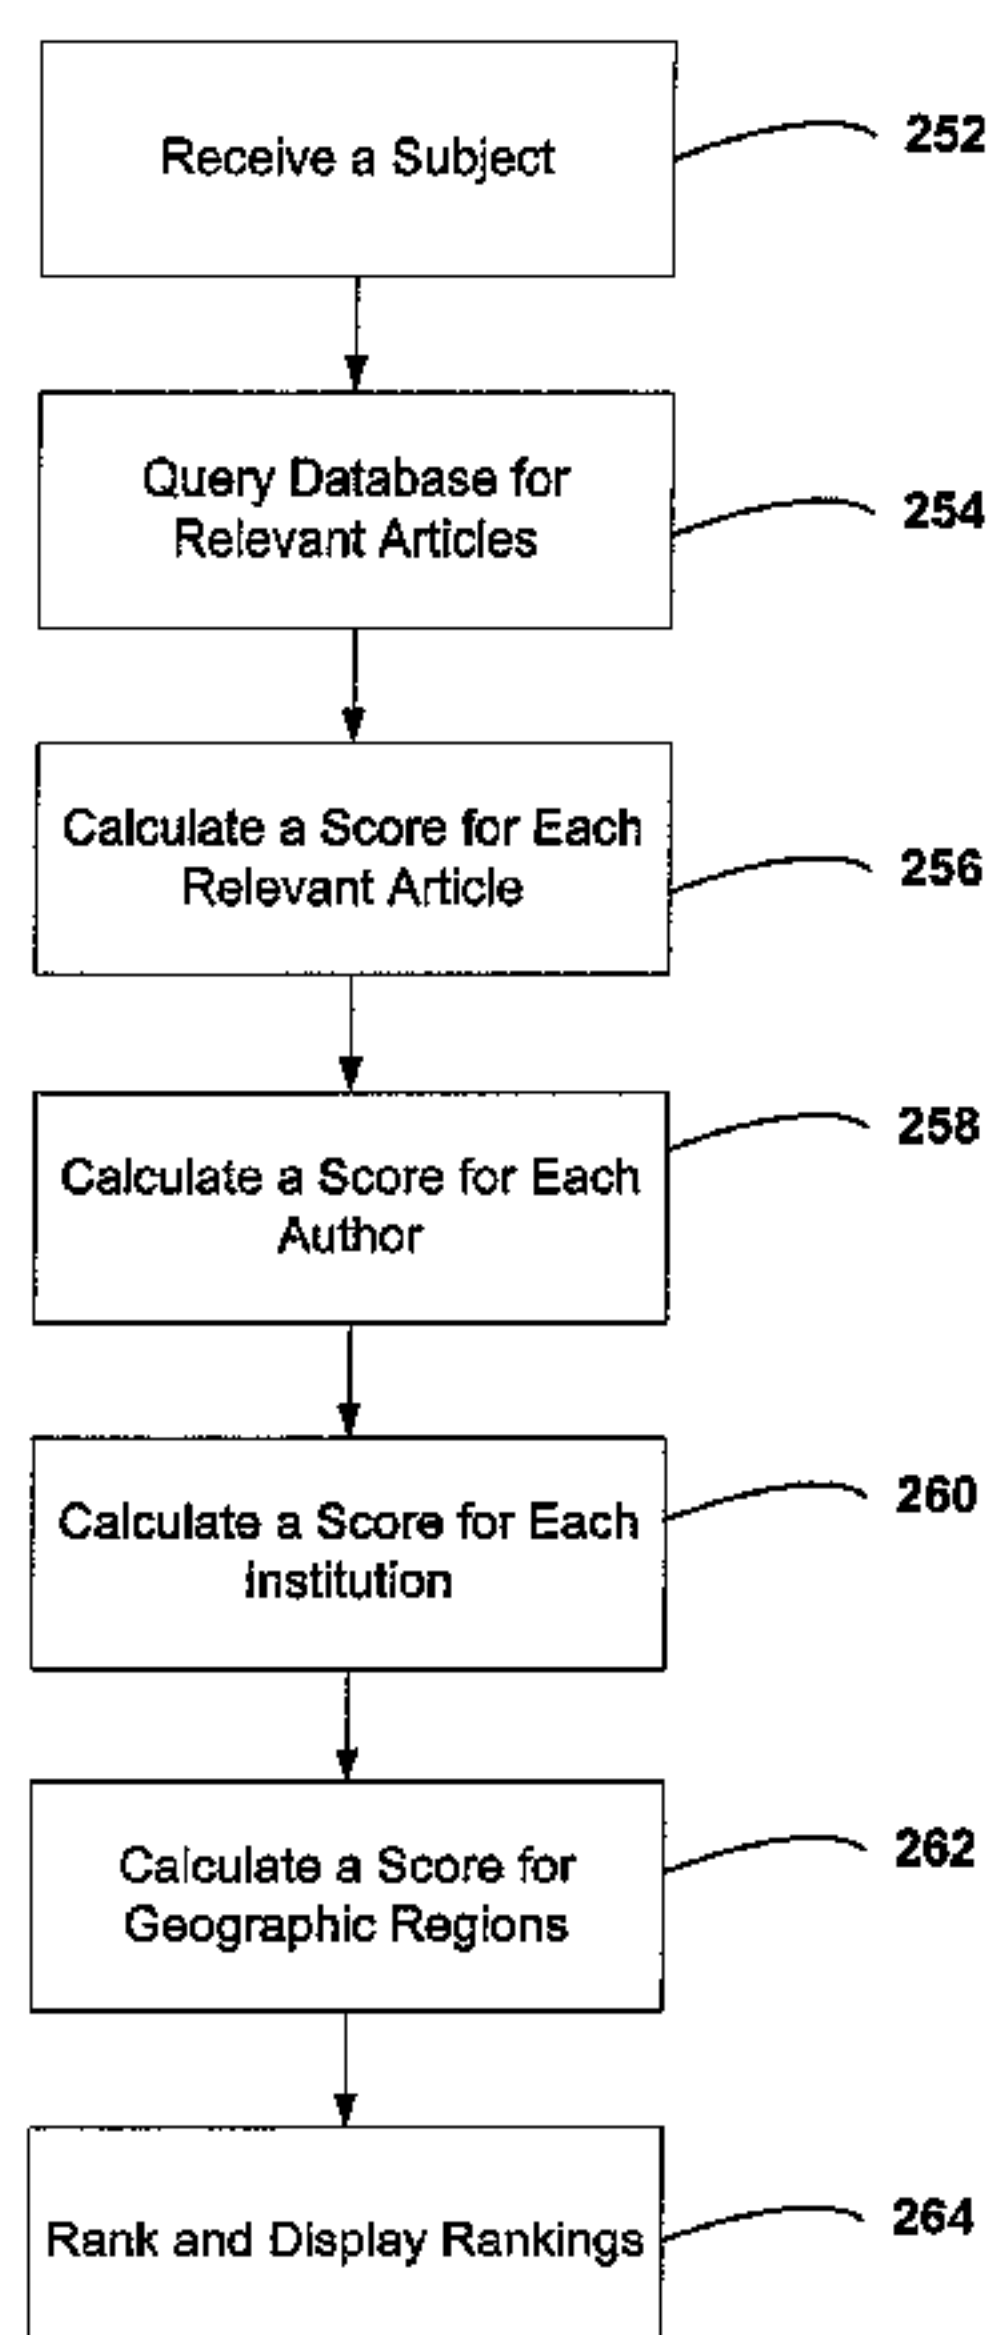 Receive a Subject
252
Query Database for
Relevant Articles
254
Calculate a Score for Each
Relevant Article
256
Calculate a Score for Each
Author
258
Calculate a Score for Each
Institution
260
Calculate a Score for
Geographic Regions
262
Rank and Display Rankings
264